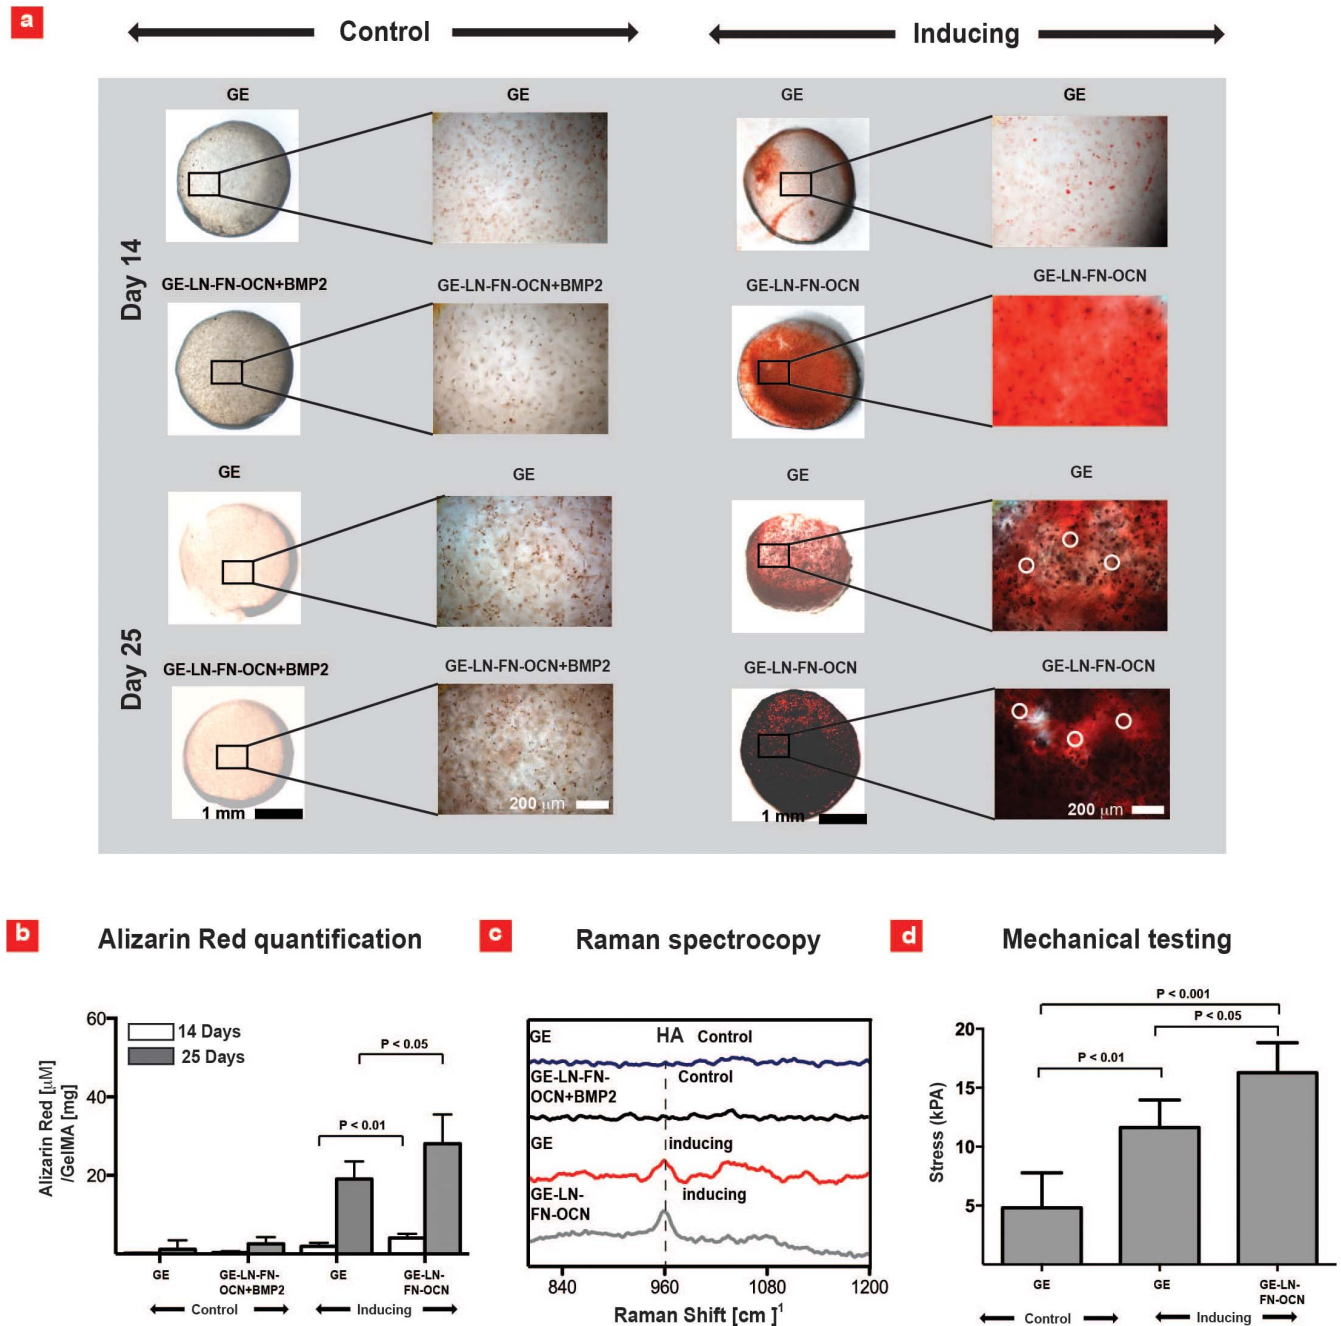 a
Control
Inducing
GE
GE
GE
GE
Day 14
GE-LN-FN-OCN+BMP2
GE-LN-FN-OCN+BMP2
GE-LN-FN-OCN
GE-LN-FN-OCN
GE
GE
GE
GE
Day 25
GE-LN-FN-OCN+BMP2
GE-LN-FN-OCN+BMP2
GE-LN-FN-OCN
GE-LN-FN-OCN
1 mm
200 μm
1 mm
200 μm
b
Alizarin Red quantification
Alizarin Red [μM]
/GelMA [mg]
60
40
20
14 Days
25 Days
P < 0.05
P < 0.01
GE
GE-LN-FN-
OCN+BMP2
GE
GE-LN-
FN-OCN
Control
Inducing
c
Raman spectrocopy
GE
HA
Control
GE-LN-FN-
OCN+BMP2
Control
GE
inducing
GE-LN-
FN-OCN
inducing
840
960
1080
1200
Raman Shift [cm ]¹
d
Mechanical testing
P < 0.001
P < 0.05
P < 0.01
Stress (kPA)
20
15
10
5
GE
GE
GE-LN-
FN-OCN
Control
Inducing